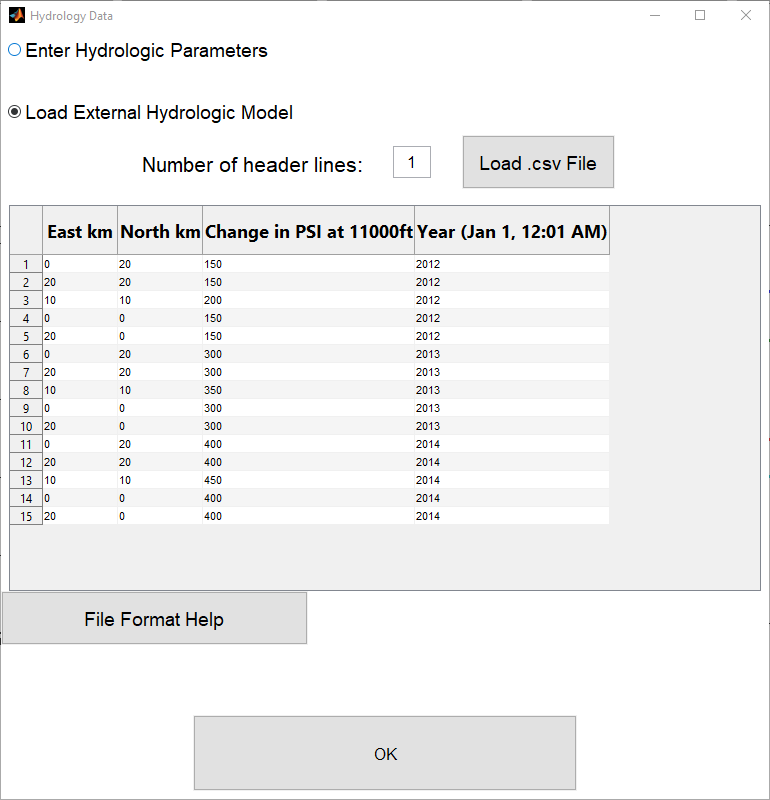 Hydrology Data
Enter Hydrologic Parameters
Load External Hydrologic Model
Number of header lines: 1 Load .csv File
East km North km Change in PSI at 11000ft Year (Jan 1, 12:01 AM)
1 0 20 150 2012
2 20 20 150 2012
3 10 10 200 2012
4 0 0 150 2012
5 20 0 150 2012
6 0 20 300 2013
7 20 20 300 2013
8 10 10 350 2013
9 0 0 300 2013
10 20 0 300 2013
11 0 20 400 2014
12 20 20 400 2014
13 10 10 450 2014
14 0 0 400 2014
15 20 0 400 2014
File Format Help
OK